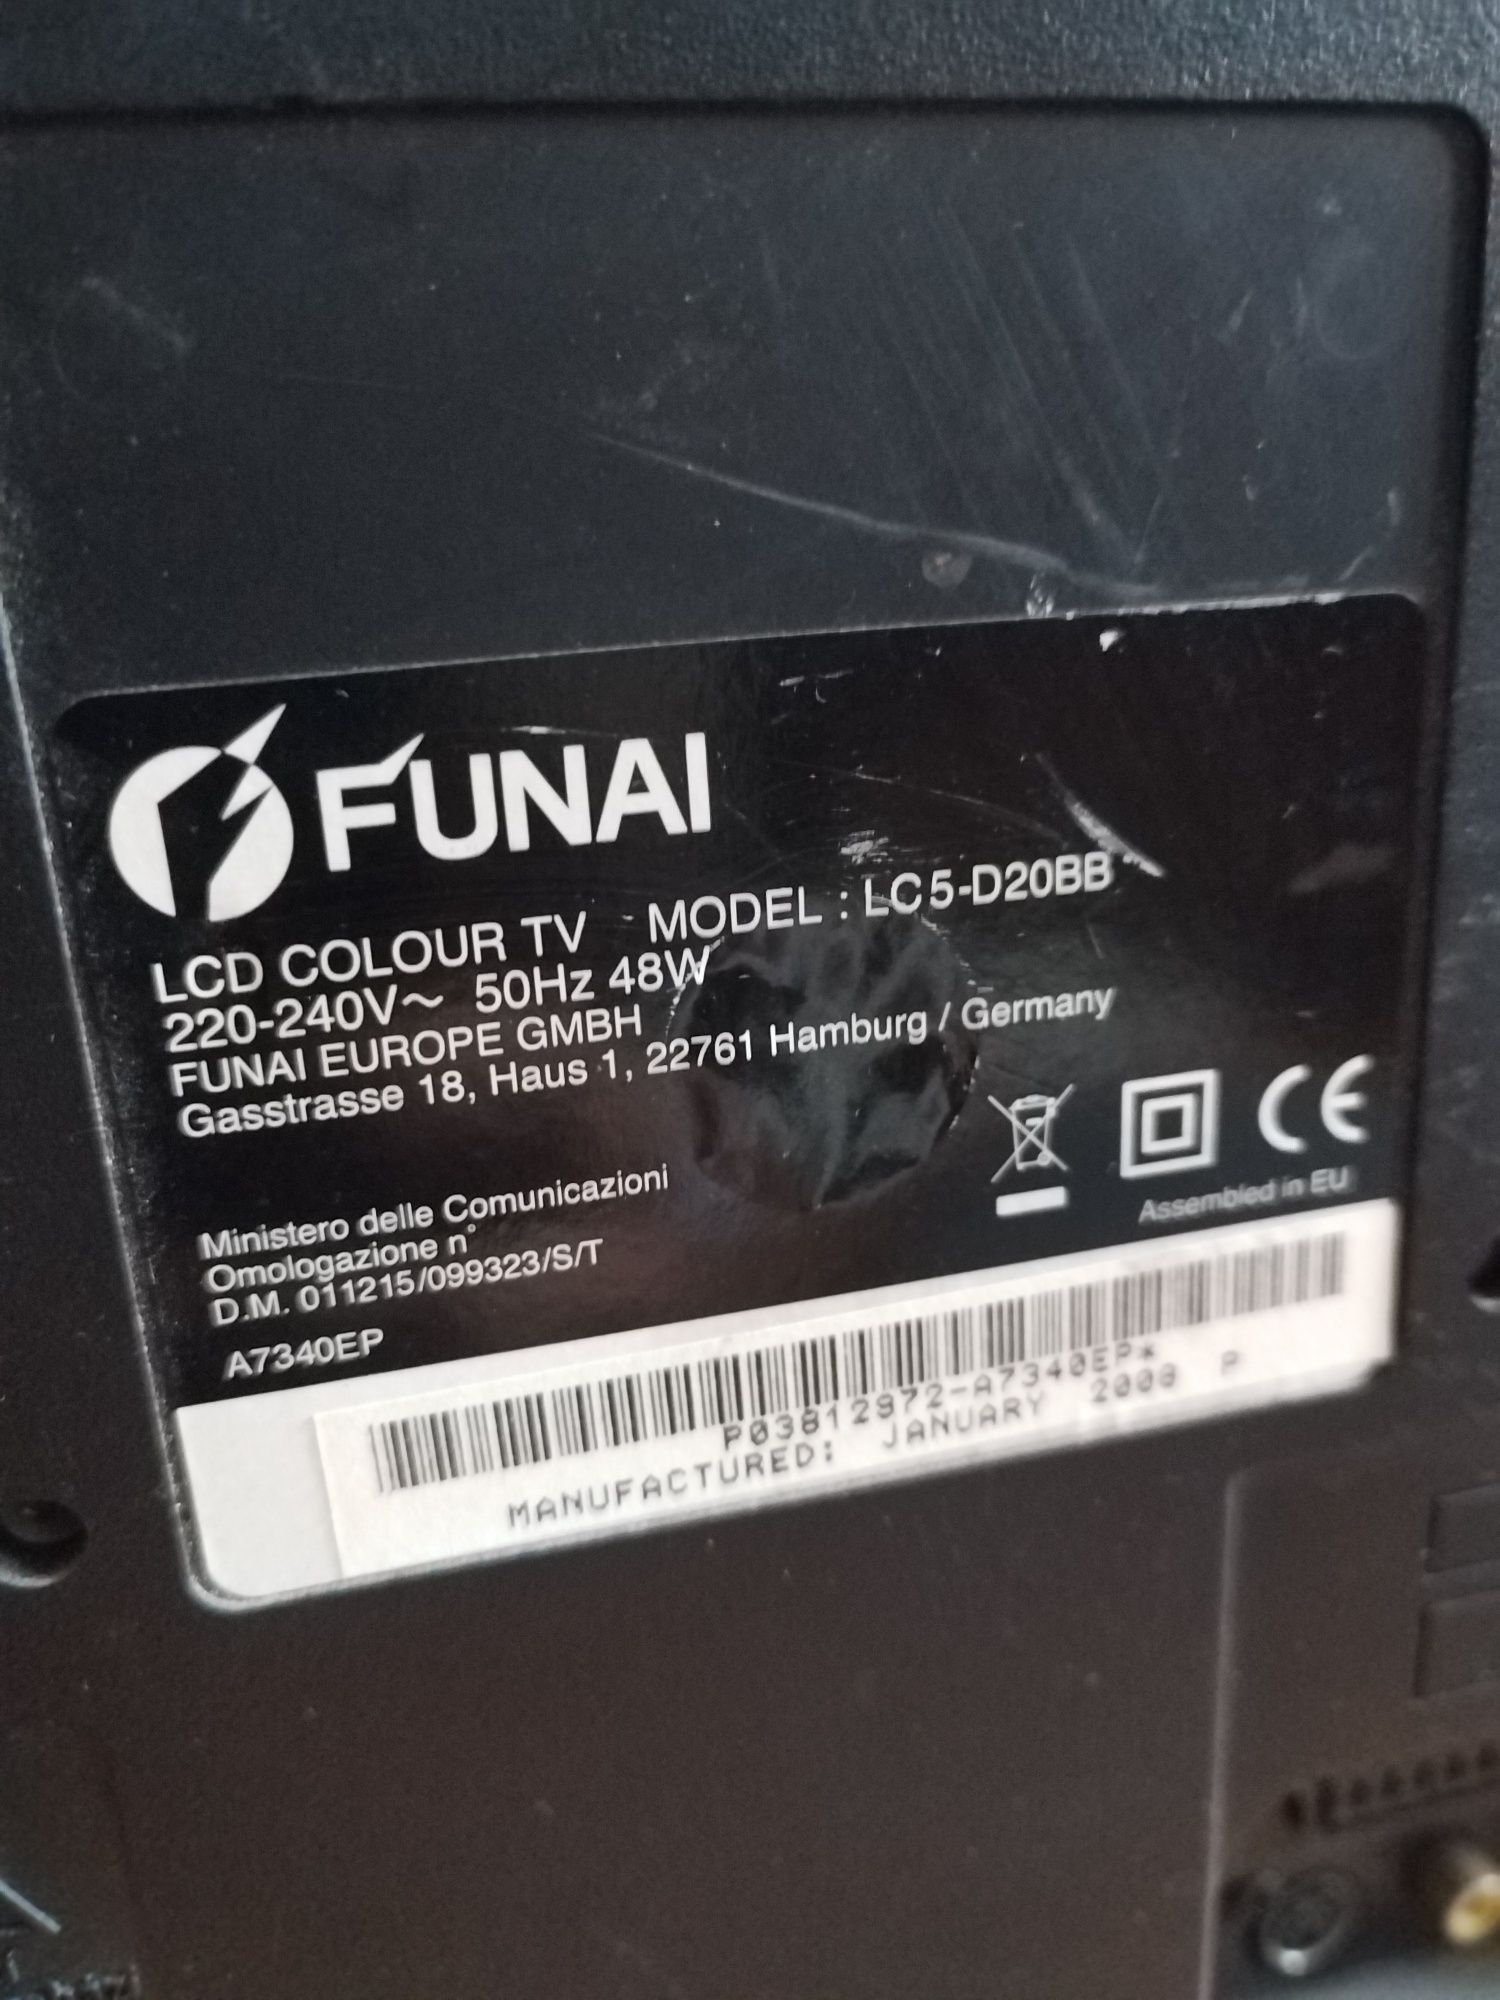 FUNAI
LCD COLOUR TV MODEL : LC5-D20BB
220-240V~ 50Hz 48W
FUNAI EUROPE GMBH
Gasstrasse 18, Haus 1, 22761 Hamburg / Germany
CE
Assembled in EU
Ministero delle Comunicazioni
Omologazione n°
D.M. 011215/099323/S/T
A7340EP
P03812972-A7340EP*
MANUFACTURED: JANUARY 2008 P